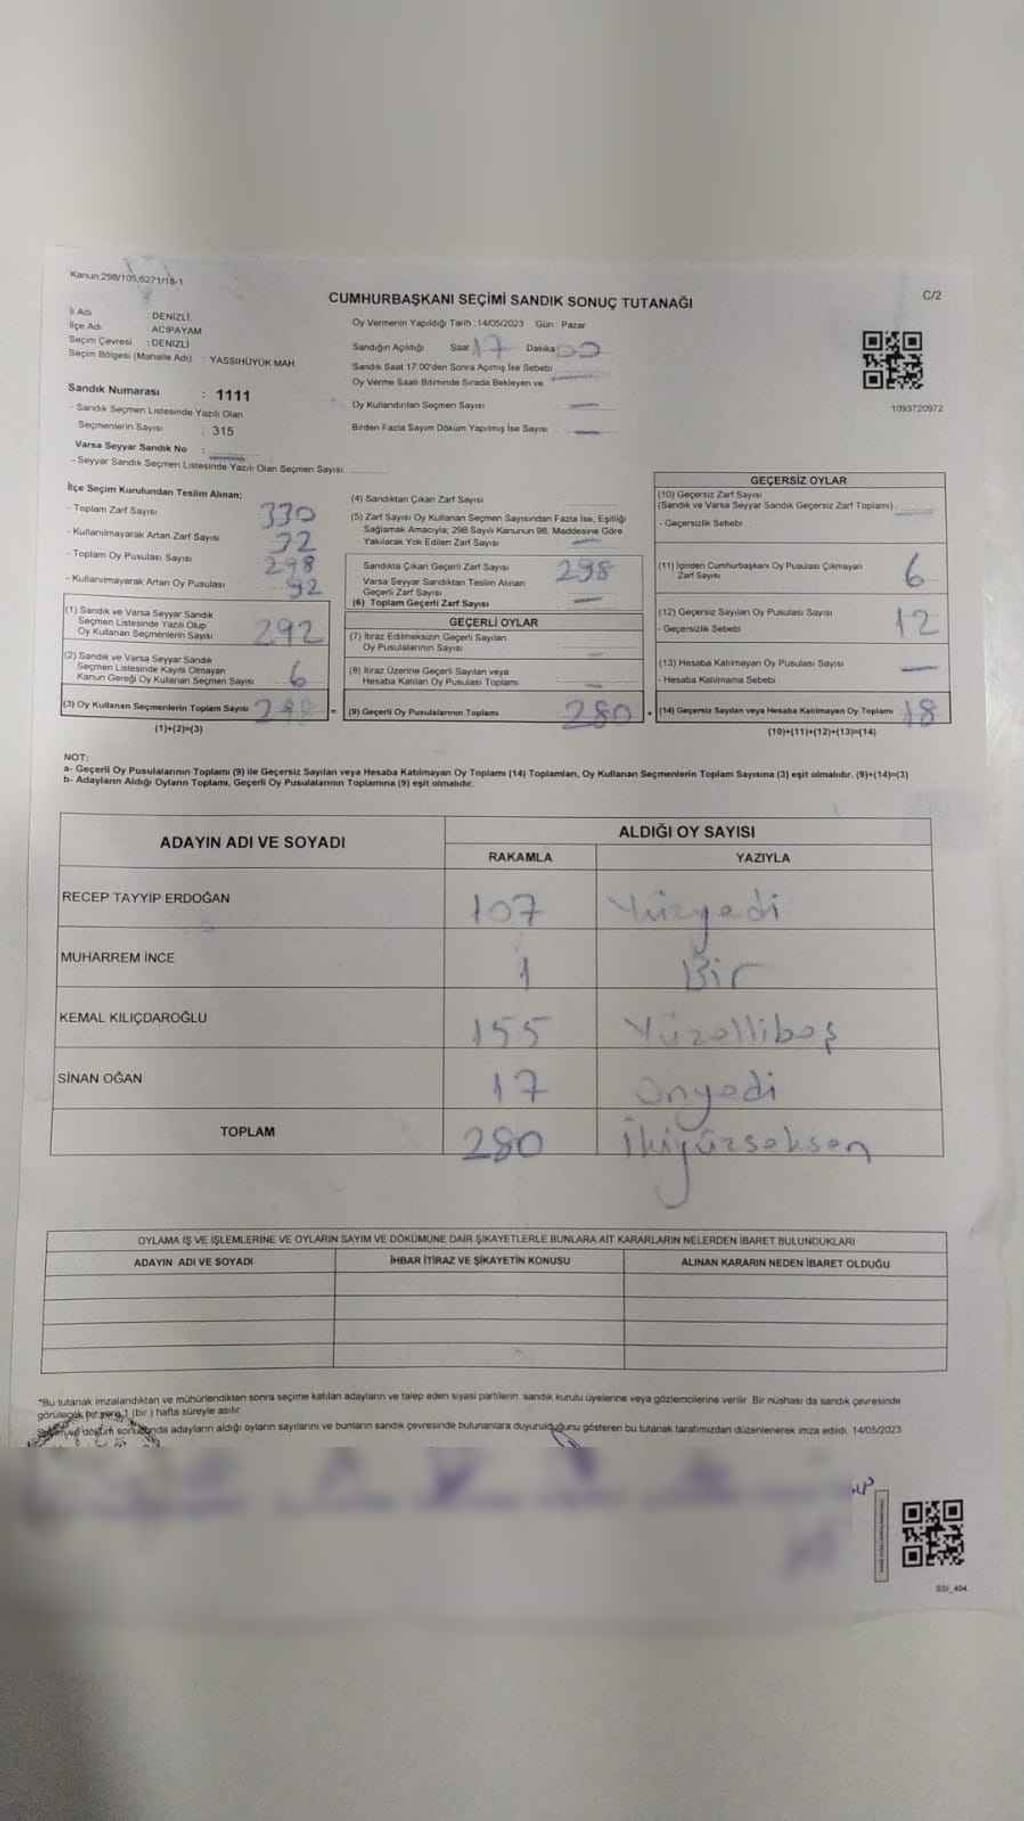 Kanun:298/105,6271/18-1
CUMHURBAŞKANI SEÇİMİ SANDIK SONUÇ TUTANAĞI
C/2
İl Adı : DENİZLİ
İlçe Adı : ACIPAYAM
Seçim Çevresi : DENİZLİ
Seçim Bölgesi (Mahalle Adı) : YASSIHÜYÜK MAH
Sandık Numarası : 1111
- Sandık Seçmen Listesinde Yazılı Olan
Seçmenlerin Sayısı : 315
Varsa Seyyar Sandık No :
- Seyyar Sandık Seçmen Listesinde Yazılı Olan Seçmen Sayısı
Oy Vermenin Yapıldığı Tarih :14/05/2023 Gün : Pazar
Sandığın Açıldığı Saat 17 Dakika 00
Sandık Saat 17:00'den Sonra Açılmış İse Sebebi
Oy Verme Saati Bitiminde Sırada Bekleyen ve
Oy Kullandırılan Seçmen Sayısı
Birden Fazla Sayım Döküm Yapılmış İse Sayısı
1093720972
İlçe Seçim Kurulundan Teslim Alınan;
- Toplam Zarf Sayısı 330
- Kullanılmayarak Artan Zarf Sayısı 32
- Toplam Oy Pusulası Sayısı 298
- Kullanılmayarak Artan Oy Pusulası
(1) Sandık ve Varsa Seyyar Sandık
Seçmen Listesinde Yazılı Olup
Oy Kullanan Seçmenlerin Sayısı 292
(2) Sandık ve Varsa Seyyar Sandık
Seçmen Listesinde Kayıtlı Olmayan
Kanun Gereği Oy Kullanan Seçmen Sayısı 6
(3) Oy Kullanan Seçmenlerin Toplam Sayısı 298 =
(1)+(2)=(3)
(4) Sandıktan Çıkan Zarf Sayısı
(5) Zarf Sayısı Oy Kullanan Seçmen Sayısından Fazla İse, Eşitliği
Sağlamak Amacıyla; 298 Sayılı Kanunun 98. Maddesine Göre
Yakılarak Yok Edilen Zarf Sayısı
Sandıkta Çıkan Geçerli Zarf Sayısı 298
Varsa Seyyar Sandıktan Teslim Alınan
Geçerli Zarf Sayısı
(6) Toplam Geçerli Zarf Sayısı
GEÇERLİ OYLAR
(7) İtiraz Edilmeksizin Geçerli Sayılan
Oy Pusulalarının Sayısı
(8) İtiraz Üzerine Geçerli Sayılan veya
Hesaba Katılan Oy Pusulası Toplamı
(9) Geçerli Oy Pusulalarının Toplamı 280 +
GEÇERSİZ OYLAR
(10) Geçersiz Zarf Sayısı
(Sandık ve Varsa Seyyar Sandık Geçersiz Zarf Toplamı)
- Geçersizlik Sebebi
(11) İçinden Cumhurbaşkanı Oy Pusulası Çıkmayan
Zarf Sayısı 6
(12) Geçersiz Sayılan Oy Pusulası Sayısı 12
- Geçersizlik Sebebi
(13) Hesaba Katılmayan Oy Pusulası Sayısı
- Hesaba Katılmama Sebebi
(14) Geçersiz Sayılan veya Hesaba Katılmayan Oy Toplamı 18
(10)+(11)+(12)+(13)=(14)
NOT:
a- Geçerli Oy Pusulalarının Toplamı (9) ile Geçersiz Sayılan veya Hesaba Katılmayan Oy Toplamı (14) Toplamları, Oy Kullanan Seçmenlerin Toplam Sayısına (3) eşit olmalıdır. (9)+(14)=(3)
b- Adayların Aldığı Oyların Toplamı, Geçerli Oy Pusulalarının Toplamına (9) eşit olmalıdır.
ADAYIN ADI VE SOYADI
ALDIĞI OY SAYISI
RAKAMLA YAZIYLA
RECEP TAYYİP ERDOĞAN 107 Yüzyedi
MUHARREM İNCE 1 Bir
KEMAL KILIÇDAROĞLU 155 Yüzellibeş
SİNAN OĞAN 17 Onyedi
TOPLAM 280 İkiyüzseksen
OYLAMA İŞ VE İŞLEMLERİNE VE OYLARIN SAYIM VE DÖKÜMÜNE DAİR ŞİKAYETLERLE BUNLARA AİT KARARLARIN NELERDEN İBARET BULUNDUKLARI
ADAYIN ADI VE SOYADI İHBAR İTİRAZ VE ŞİKAYETİN KONUSU ALINAN KARARIN NEDEN İBARET OLDUĞU
*Bu tutanak imzalandıktan ve mühürlendikten sonra seçime katılan adayların ve talep eden siyasi partilerin sandık kurulu üyelerine veya gözlemcilerine verilir. Bir nüshası da sandık çevresinde
görülecek bir yere 1 (bir ) hafta süreyle asılır.
döküm sonucunda adayların aldığı oyların sayılarını ve bunların sandık çevresinde bulunanlara duyurulduğunu gösteren bu tutanak tarafımızdan düzenlenerek imza edildi. 14/05/2023